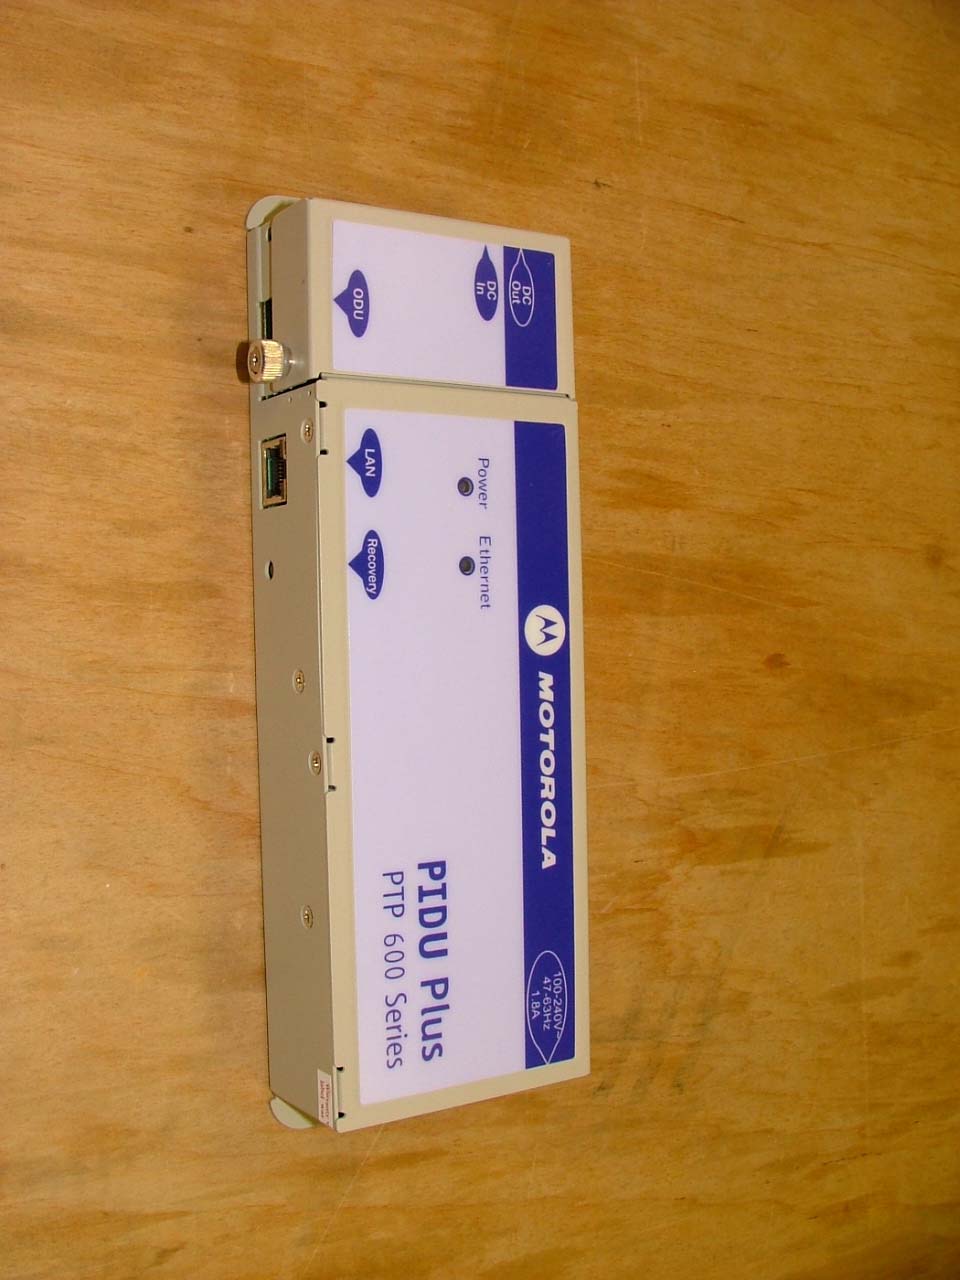 DC
Out
DC
In
ODU
MOTOROLA
100-240V~
47-63Hz
1.8A
Power
Ethernet
LAN
Recovery
PIDU Plus
PTP 600 Series
Warranty